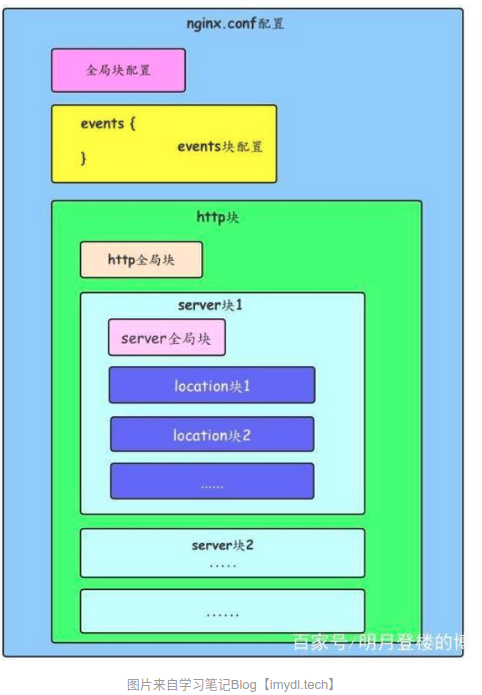 nginx.conf配置
全局块配置
events {
events块配置
}
http块
http全局块
server块1
server全局块
location块1
location块2
......
server块2
.....
......
百家号/明月登楼的博
图片来自学习笔记Blog【imydl.tech】